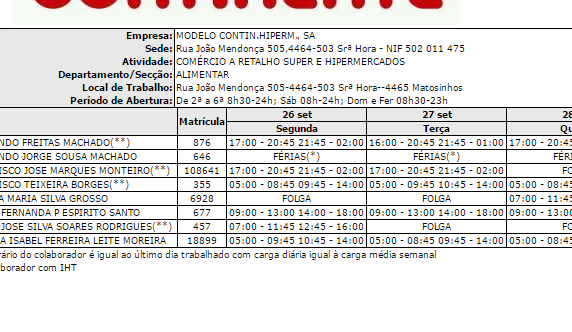 Empresa: MODELO CONTIN.HIPERM., SA
Sede: Rua João Mendonça 505,4464-503 Srª Hora - NIF 502 011 475
Atividade: COMÉRCIO A RETALHO SUPER E HIPERMERCADOS
Departamento/Secção: ALIMENTAR
Local de Trabalho: Rua João Mendonça 505-4464-503 Srª Hora--4465 Matosinhos
Período de Abertura: De 2ª a 6ª 8h30-24h; Sáb 08h-24h; Dom e Fer 08h30-23h
Matrícula 26 set 27 set 28
Segunda Terça Qu
NDO FREITAS MACHADO(**) 876 17:00 - 20:45 21:45 - 02:00 16:00 - 20:45 21:45 - 01:00 17:00 - 20:45
NDO JORGE SOUSA MACHADO 646 FÉRIAS(*) FÉRIAS(*) FÉ
ISCO JOSE MARQUES MONTEIRO(**) 108641 17:00 - 20:45 21:45 - 02:00 17:00 - 20:45 21:45 - 02:00 FO
ISCO TEIXEIRA BORGES(**) 355 05:00 - 08:45 09:45 - 14:00 05:00 - 09:45 10:45 - 14:00 05:00 - 08:45
A MARIA SILVA GROSSO 6928 FOLGA FOLGA 07:00 - 11:45
FERNANDA P ESPIRITO SANTO 677 09:00 - 13:00 14:00 - 18:00 09:00 - 13:00 14:00 - 18:00 09:00 - 13:00
JOSE SILVA SOARES RODRIGUES(**) 457 07:00 - 11:45 12:45 - 16:00 FOLGA FO
A ISABEL FERREIRA LEITE MOREIRA 18899 05:00 - 09:45 10:45 - 14:00 05:00 - 08:45 09:45 - 14:00 05:00 - 08:45
rário do colaborador é igual ao último dia trabalhado com carga diária igual à carga média semanal
aborador com IHT